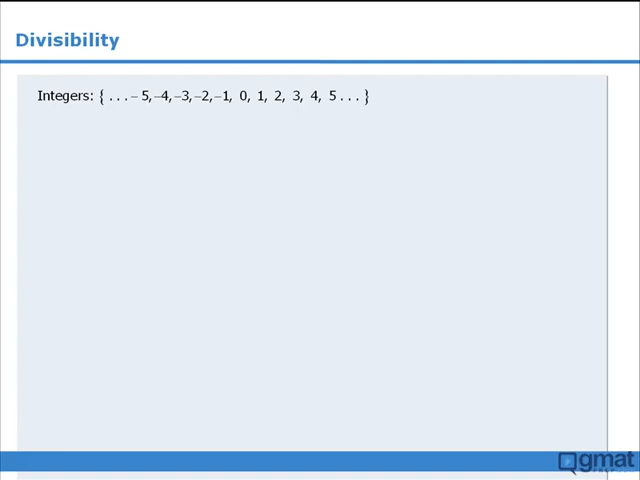 Divisibility
Integers: { . . . – 5, –4, –3, –2, –1, 0, 1, 2, 3, 4, 5 . . . }
gmat